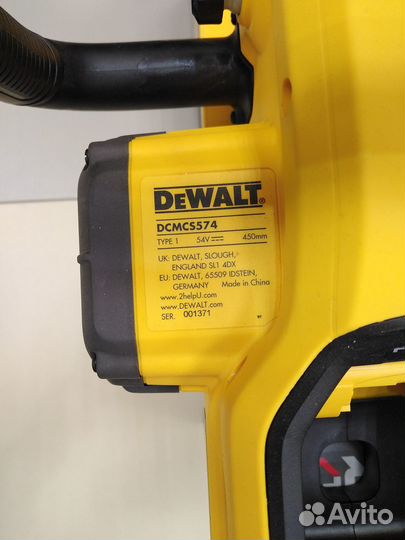 DEWALT®
DCMCS574
TYPE 1 54V⎓ 450mm
UK: DEWALT, SLOUGH,
ENGLAND SL1 4DX
EU: DEWALT, 65509 IDSTEIN,
GERMANY Made in China
www.2helpU.com
www.DEWALT.com
SER. 001371
Avito